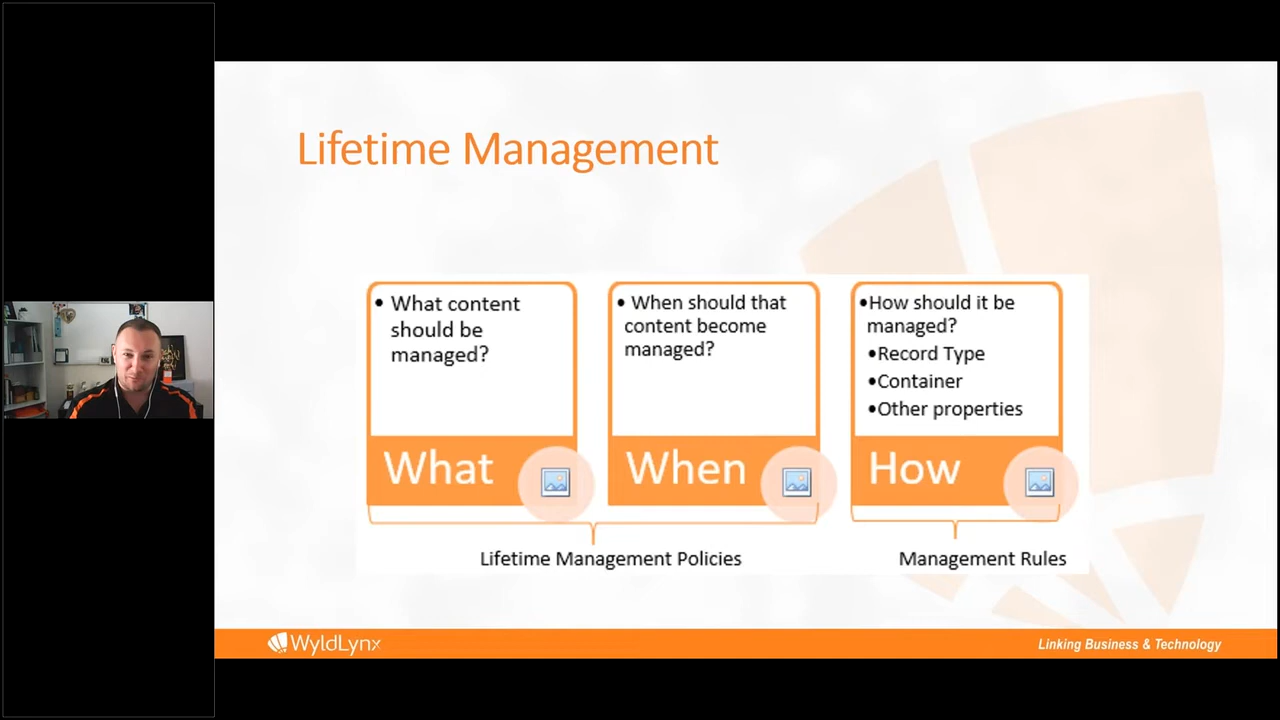 Lifetime Management
• What content
should be
managed?
What
• When should that
content become
managed?
When
•How should it be
managed?
•Record Type
•Container
•Other properties
How
Lifetime Management Policies
Management Rules
WyldLynx
Linking Business & Technology